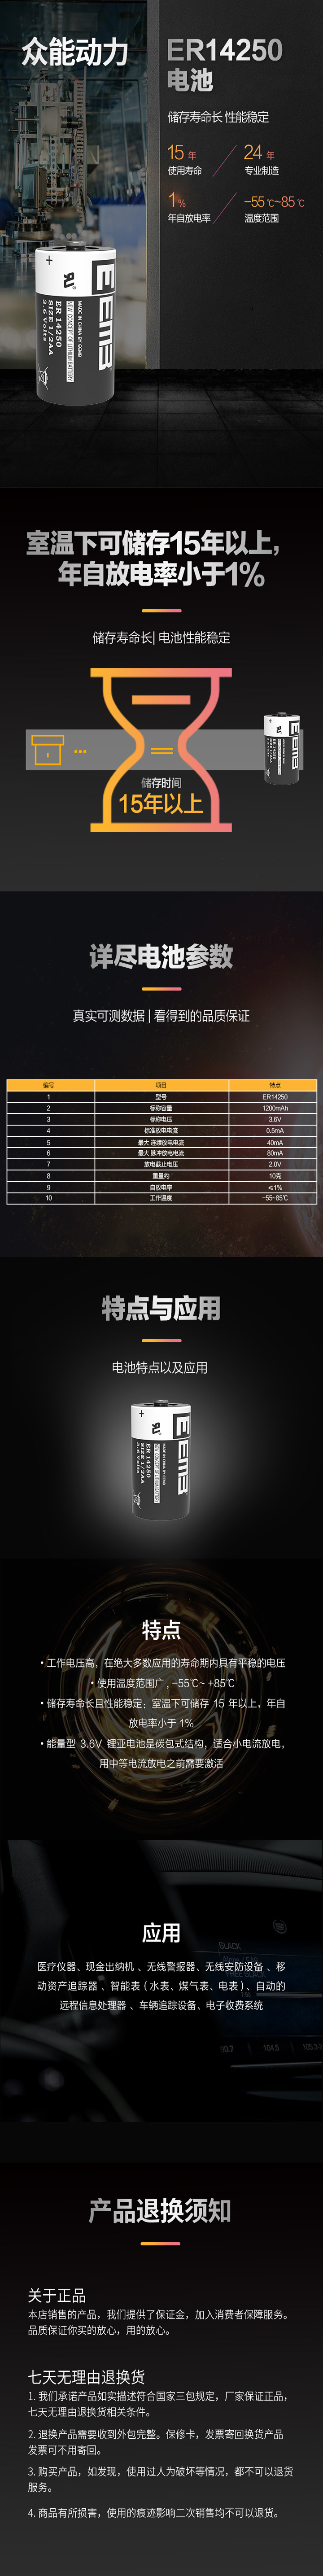 众能动力
ER14250
电池
储存寿命长 性能稳定
15 年
使用寿命
24 年
专业制造
1%
年自放电率
-55℃~85℃
温度范围
EEMB
MADE IN CHINA BY EEMB
ER 14250
SIZE 1/2AA
3.6 Volts
室温下可储存15年以上，
年自放电率小于1%
储存寿命长| 电池性能稳定
储存时间
15年以上
详尽电池参数
真实可测数据 | 看得到的品质保证
编号 项目 特点
1 型号 ER14250
2 标称容量 1200mAh
3 标称电压 3.6V
4 标准放电电流 0.5mA
5 最大 连续放电电流 40mA
6 最大 脉冲放电电流 80mA
7 放电截止电压 2.0V
8 重量约 10克
9 自放电率 ≤1%
10 工作温度 -55~85℃
特点与应用
电池特点以及应用
EEMB
ER 14250
SIZE 1/2AA
3.6 Volts
特点
• 工作电压高，在绝大多数应用的寿命期内具有平稳的电压
• 使用温度范围广 , -55℃~ +85℃
• 储存寿命长且性能稳定；室温下可储存 15 年以上，年自
放电率小于 1%
• 能量型 3.6V 锂亚电池是碳包式结构，适合小电流放电，
用中等电流放电之前需要激活
应用
医疗仪器、现金出纳机 、无线警报器、无线安防设备 、移
动资产追踪器 、智能表 ( 水表、煤气表、电表 ) 、自动的
远程信息处理器 、车辆追踪设备、电子收费系统
BLACK
104.5
产品退换须知
关于正品
本店销售的产品，我们提供了保证金，加入消费者保障服务。
品质保证你买的放心，用的放心。
七天无理由退换货
1. 我们承诺产品如实描述符合国家三包规定，厂家保证正品，
七天无理由退换货相关条件。
2. 退换产品需要收到外包完整。保修卡，发票寄回换货产品
发票可不用寄回。
3. 购买产品，如发现，使用过人为破坏等情况，都不可以退货
服务。
4. 商品有所损害，使用的痕迹影响二次销售均不可以退货。